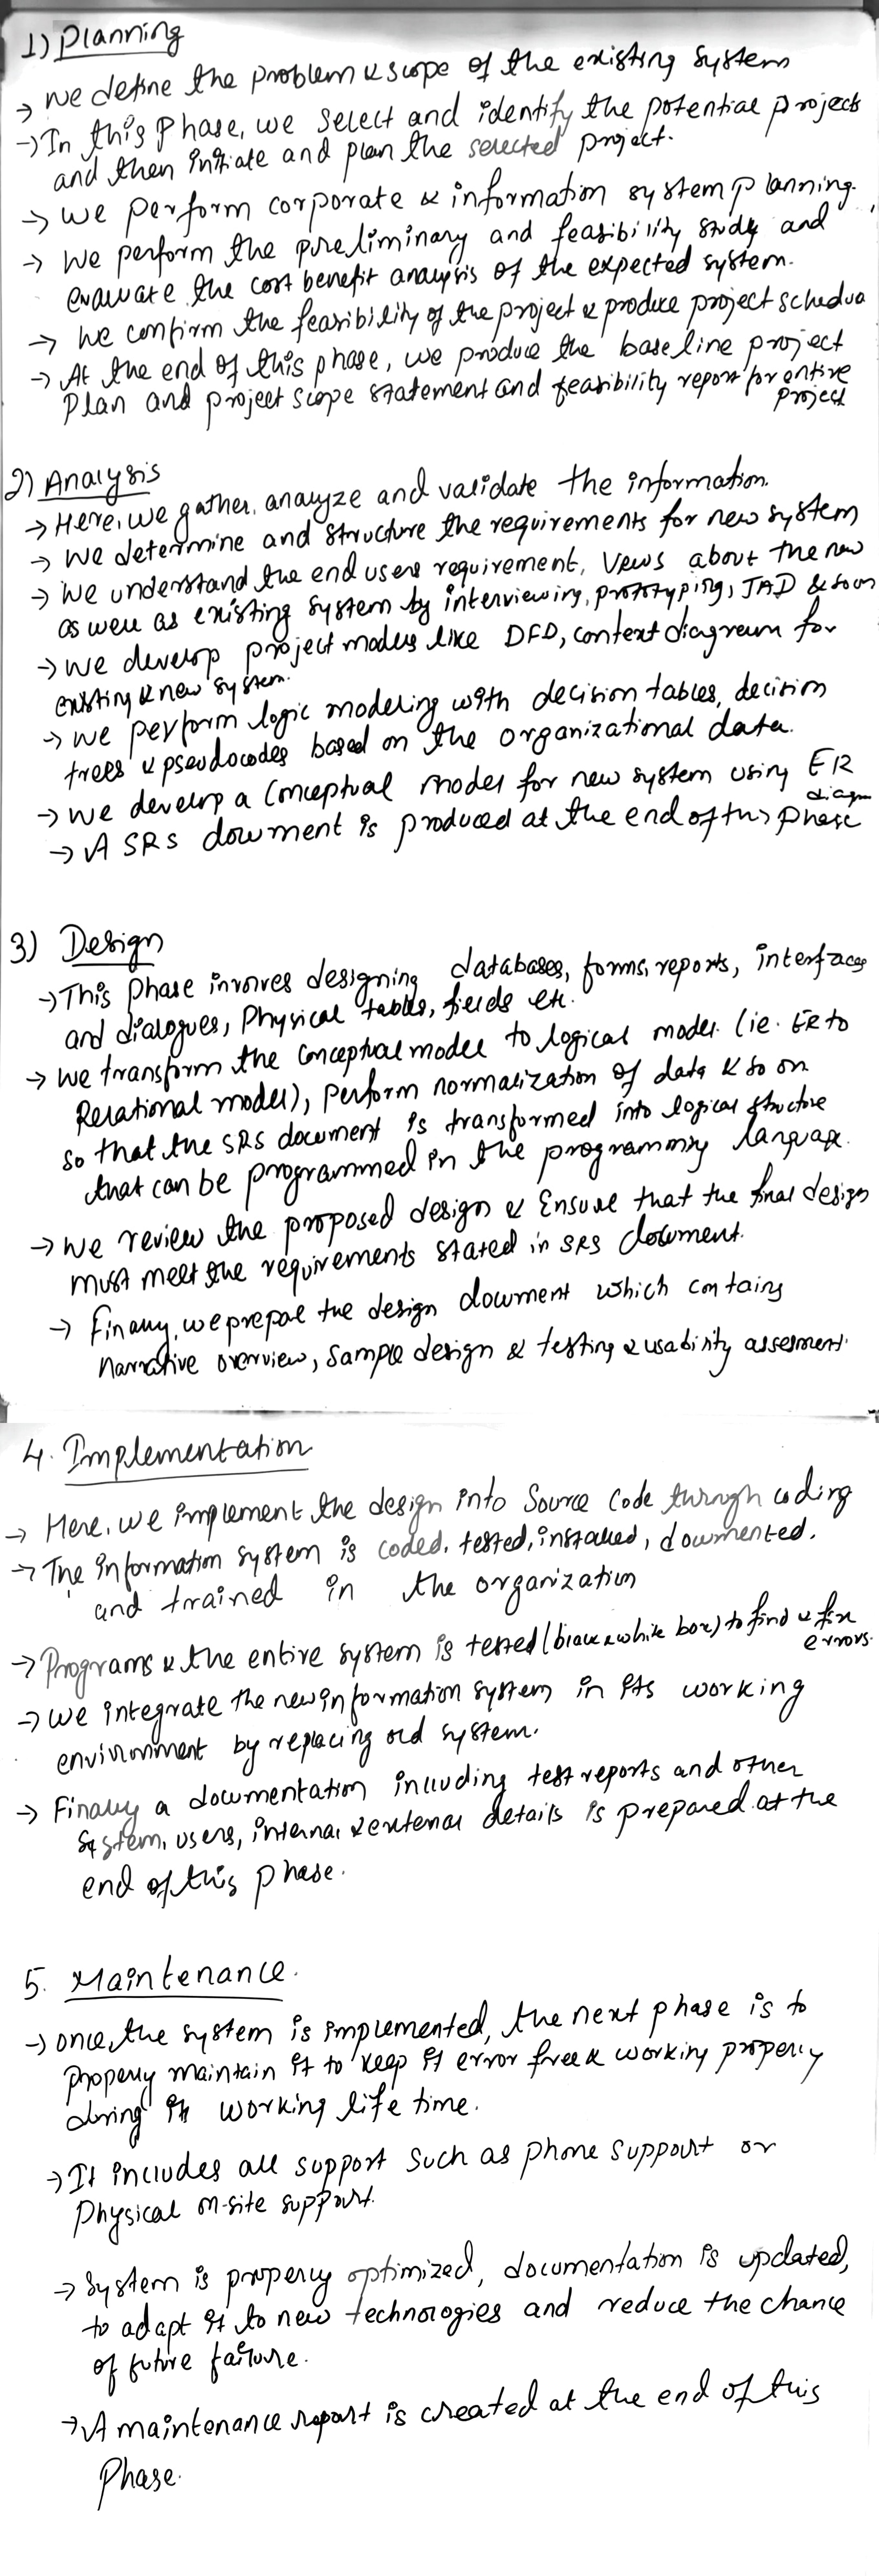 1) Planning
→ we define the problem & scope of the existing system
→ In this Phase, we select and identify the potential project
and then initiate and plan the selected project.
→ we perform corporate & information system planning.
→ We perform the preliminary and feasibility study and
evaluate the cost benefit analysis of the expected system.
→ We confirm the feasibility of the project & produce project schedua
→ At the end of this phase, we produce the baseline project
Plan and project scope statement and feasibility report for entire
project
2) Analysis
→ Here, we gather, analyze and validate the information.
→ We determine and structure the requirements for new system
→ We understand the end users requirement, views about the new
as well as existing system by interviewing, prototyping, JAD & so on
→ we develop project models like DFD, context diagram for
existing & new system.
→ we perform logic modeling with decision tables, decision
trees & pseudocodes based on the organizational data.
→ we develop a conceptual model for new system using ER
diagm
→ A SRS document is produced at the end of this phase
3) Design
→ This phase involves designing databases, forms, reports, interfaces
and dialogues, Physical tables, fields etc.
→ We transform the conceptual model to logical model (ie. ER to
Relational model), perform normalization of data & so on
so that the SRS document is transformed into logical structure
that can be programmed in the programming language.
→ We review the proposed design & Ensure that the final design
must meet the requirements stated in SRS document.
→ Finally, we prepar the design document which contains
narrative overview, sample design & testing & usability assesment.
4. Implementation
→ Here, we implement the design into Source Code through coding
→ The information system is coded, tested, installed, documented,
and trained in the organization
→ Programs & the entire system is tested (black & white box) to find & fix
errors.
→ we integrate the new information system in its working
environment by replacing old system.
→ Finally a documentation including test reports and other
system, users, internal & external details is prepared at the
end of this phase.
5. Maintenance.
→ once the system is implemented, the next phase is to
properly maintain it to keep it error free & working properly
during its working life time.
→ It includes all support such as phone support or
Physical on-site support.
→ System is properly optimized, documentation is updated,
to adapt it to new technologies and reduce the chance
of future failure.
→ A maintenance report is created at the end of this
Phase.